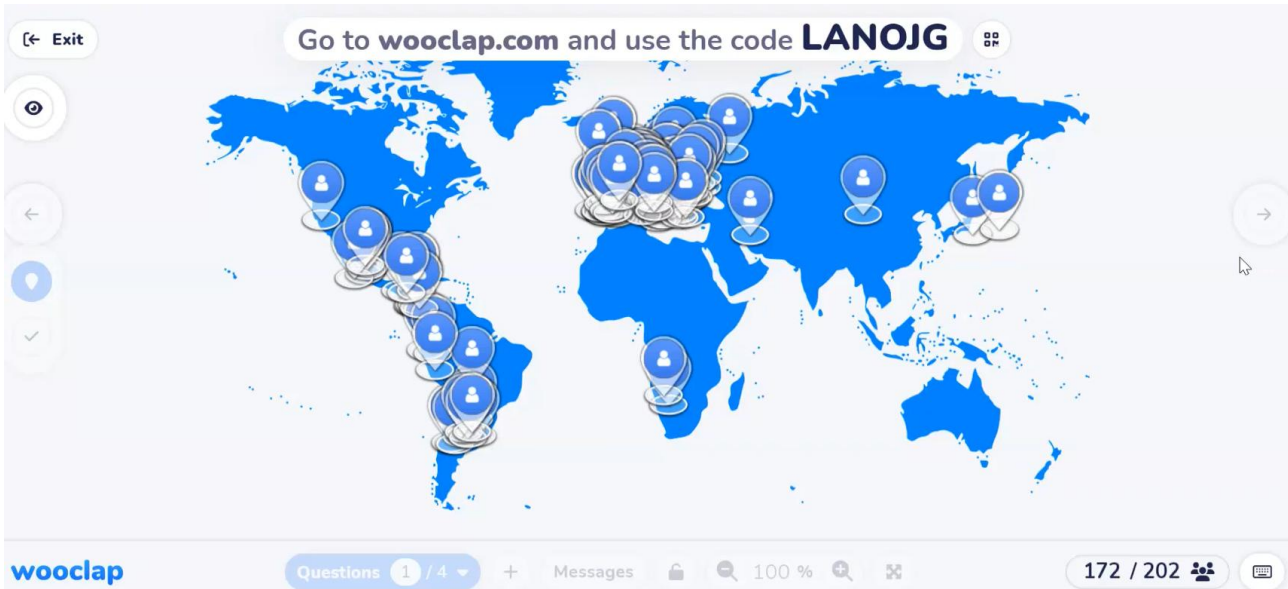 Exit
Go to wooclap.com and use the code LANOJG
wooclap
Questions 1 / 4
Messages
100 %
172 / 202